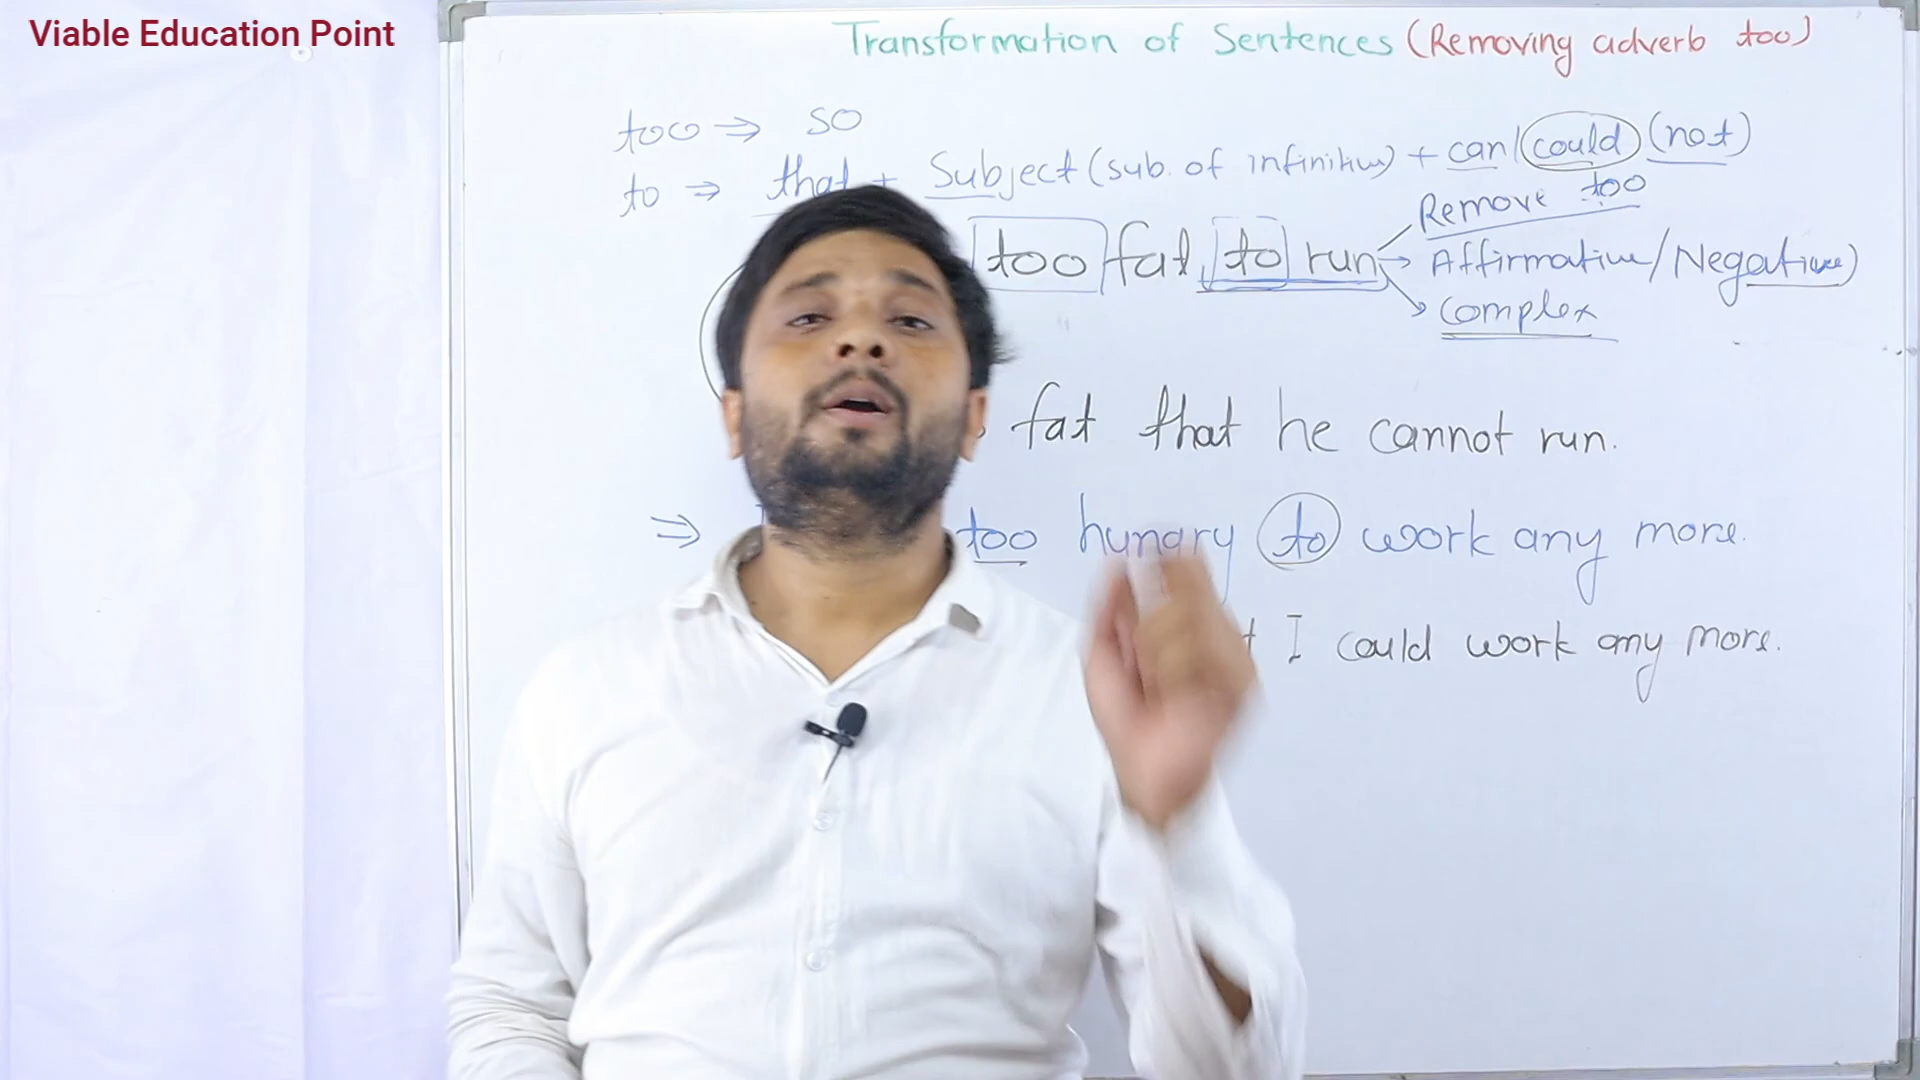 Viable Education Point
Transformation of Sentences (Removing adverb too)
too ⇒ so
to ⇒ that + Subject (sub. of infinitive) + can/could (not)
Remove too
too fat to run
Affirmative/Negative)
Complex
fat that he cannot run.
⇒ too hungry to work any more.
I could work any more.